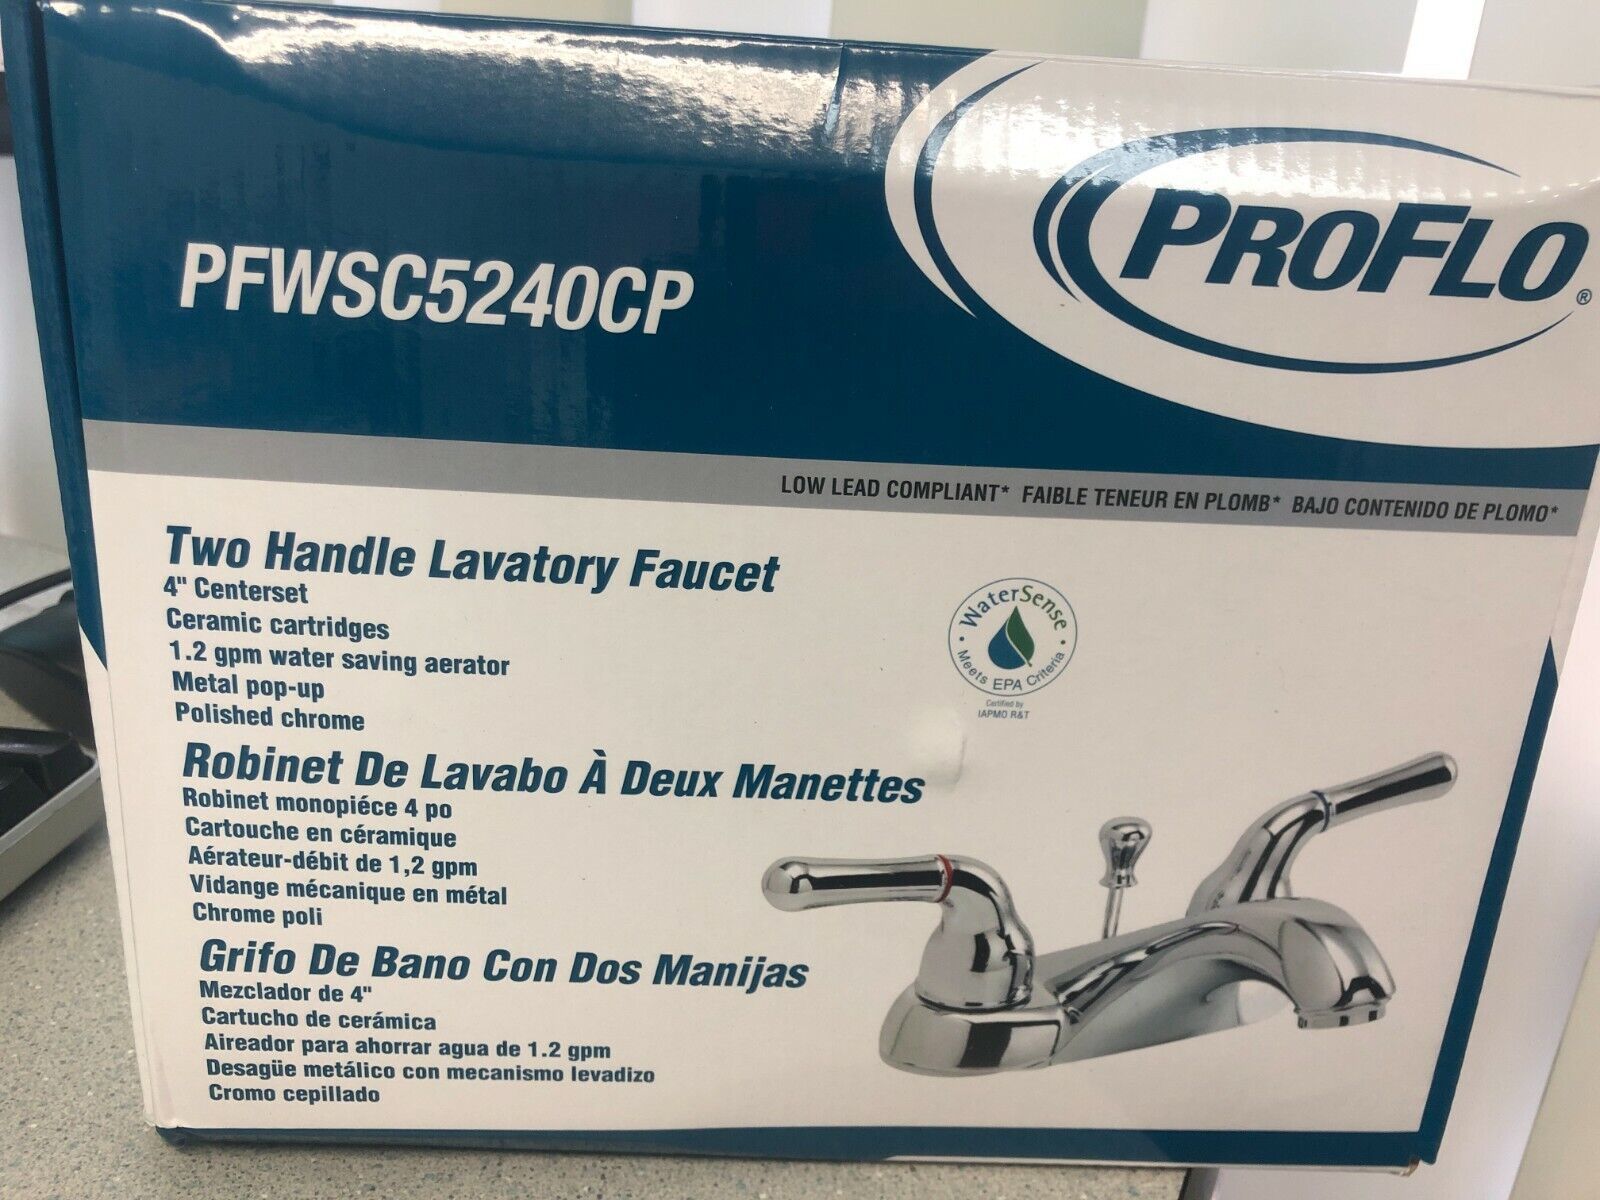 PROFLO®
PFWSC5240CP
LOW LEAD COMPLIANT* FAIBLE TENEUR EN PLOMB* BAJO CONTENIDO DE PLOMO*
Two Handle Lavatory Faucet
4" Centerset
Ceramic cartridges
1.2 gpm water saving aerator
Metal pop-up
Polished chrome
WaterSense
Meets EPA Criteria
Certified by
IAPMO R&T
Robinet De Lavabo À Deux Manettes
Robinet monopiéce 4 po
Cartouche en céramique
Aérateur-débit de 1,2 gpm
Vidange mécanique en métal
Chrome poli
Grifo De Bano Con Dos Manijas
Mezclador de 4"
Cartucho de cerámica
Aireador para ahorrar agua de 1.2 gpm
Desagüe metálico con mecanismo levadizo
Cromo cepillado